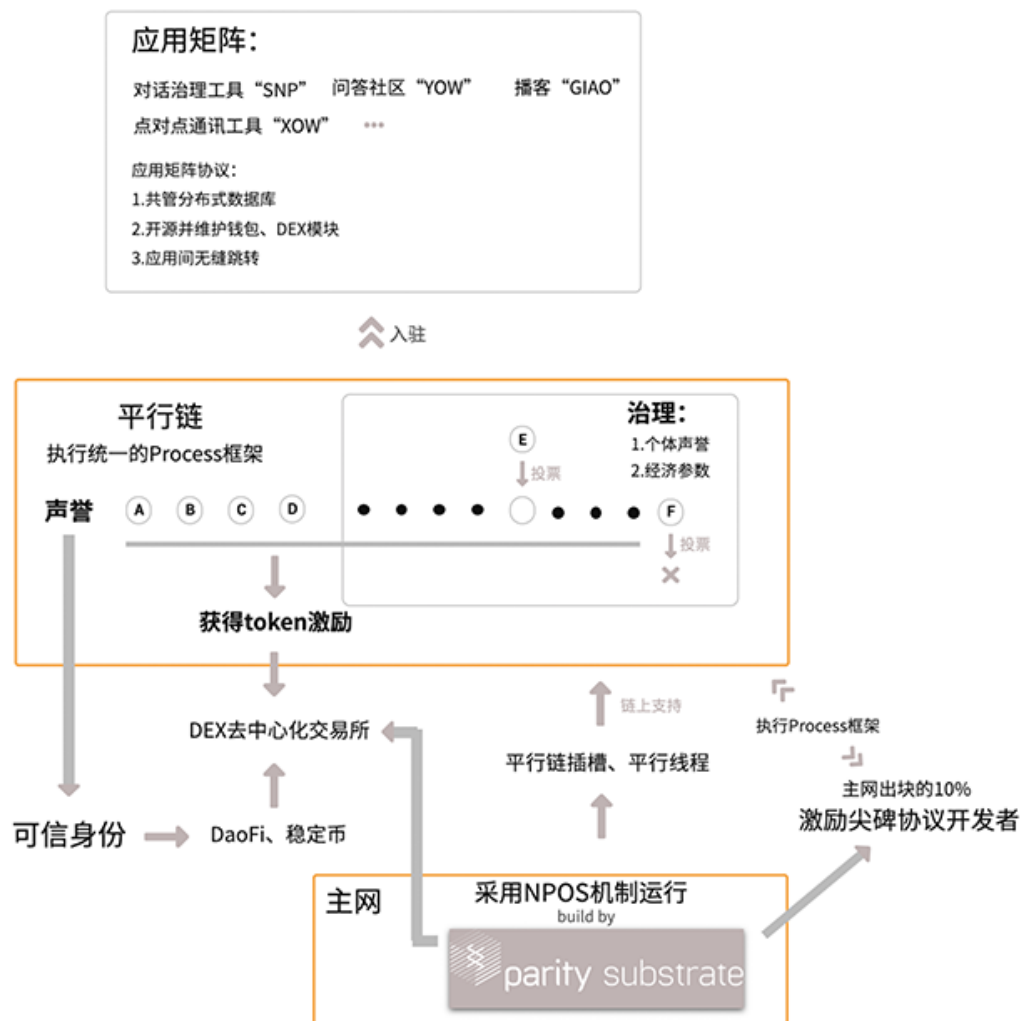 应用矩阵：
对话治理工具“SNP” 问答社区“YOW” 播客“GIAO”
点对点通讯工具“XOW” •••
应用矩阵协议：
1.共管分布式数据库
2.开源并维护钱包、DEX模块
3.应用间无缝跳转
入驻
平行链
执行统一的Process框架
治理：
1.个体声誉
2.经济参数
E
投票
声誉 A B C D F
投票
获得token激励
DEX去中心化交易所
链上支持
执行Process框架
平行链插槽、平行线程
主网出块的10%
激励尖碑协议开发者
可信身份
DaoFi、稳定币
主网
采用NPOS机制运行
build by
parity substrate